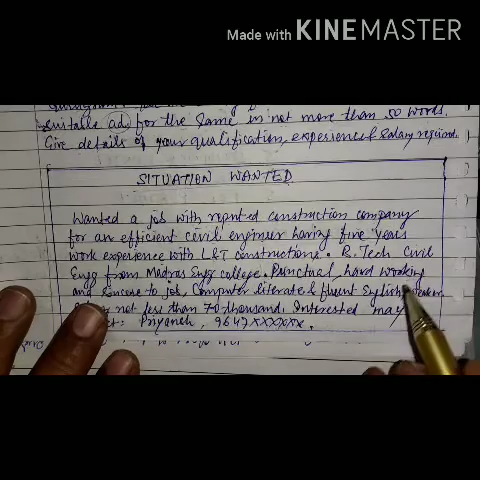 Made with KINEMASTER
suitable ad for the same in not more than 50 words.
Give details of your qualification, experience & salary required.
SITUATION WANTED
Wanted a job with reputed construction company
for an efficient civil engineer having five years
work experience with L&T constructions. B. Tech Civil
Engg from Madras Engg college. Punctual, hard working
and sincere to job, Computer literate & fluent English speaker.
not less than 70 thousand. Interested may
Priyansh, 9647XXXXXX.